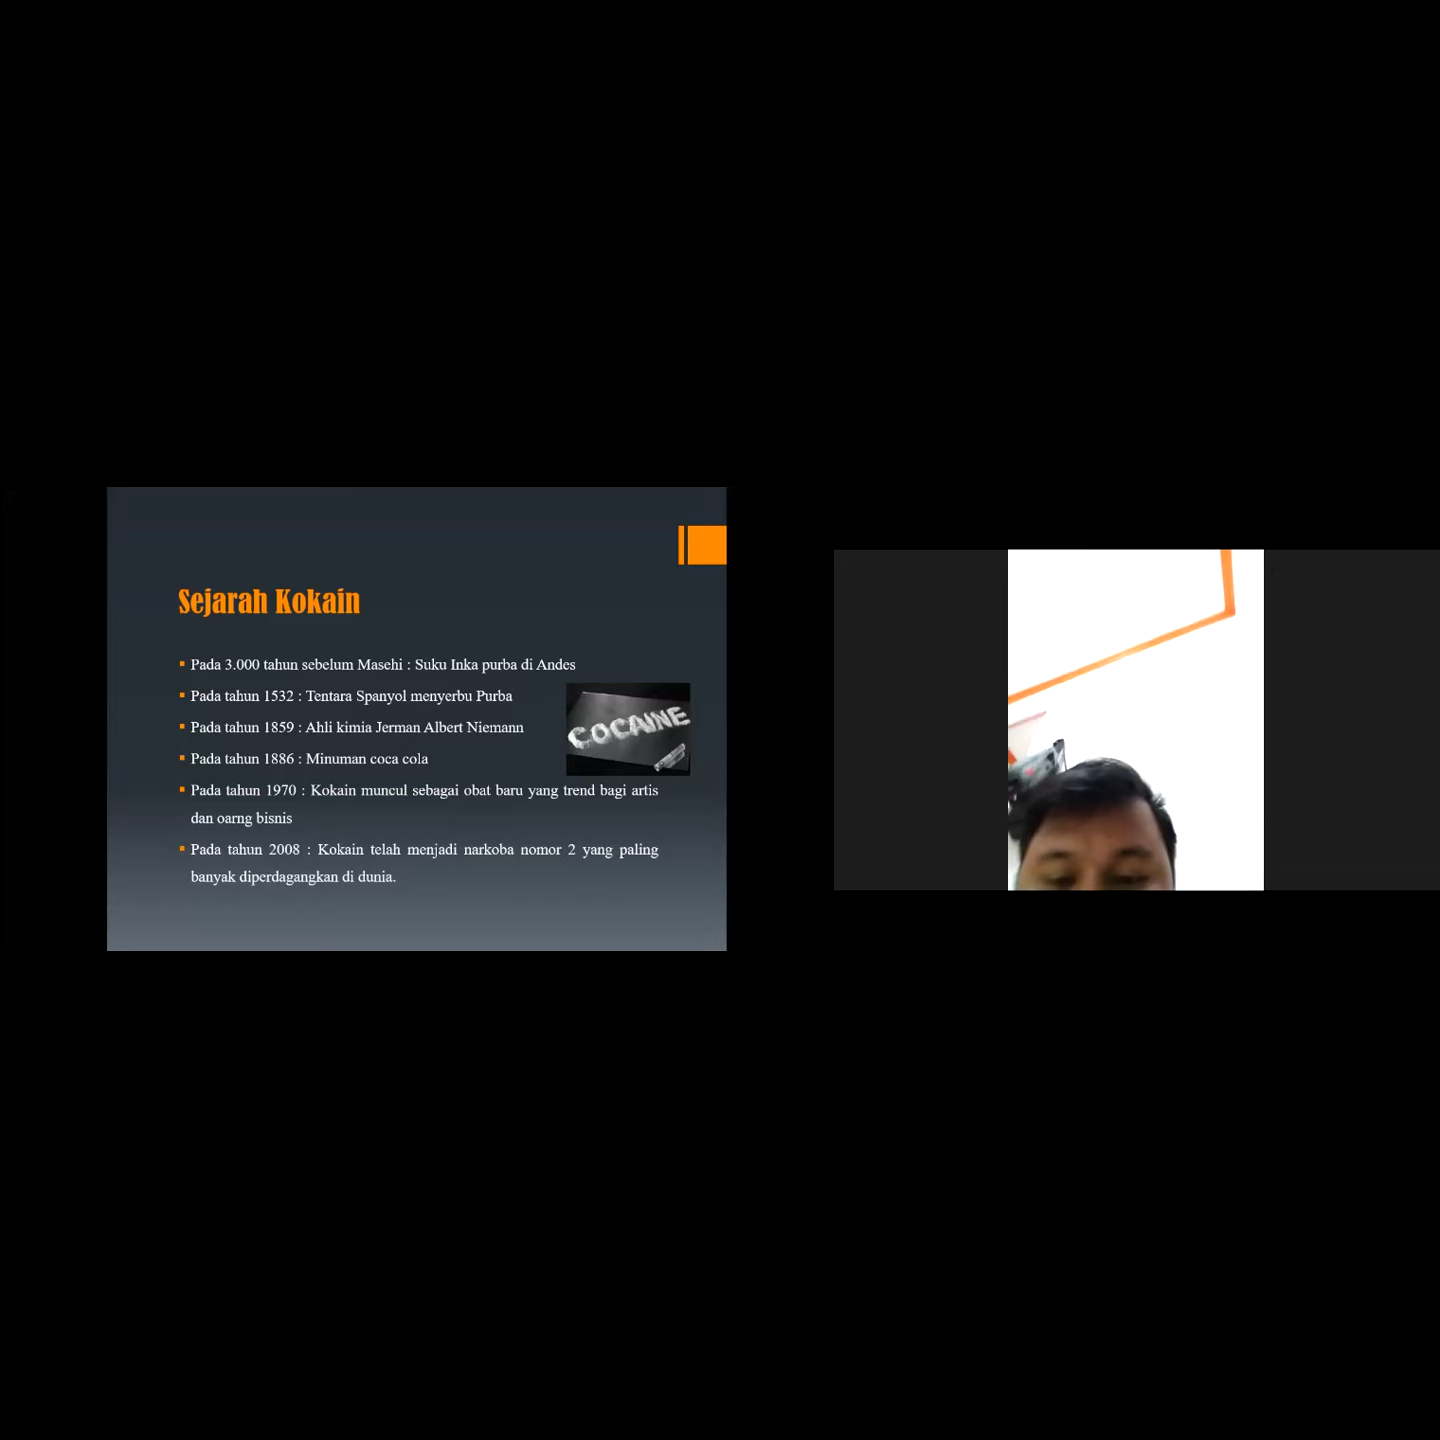 Sejarah Kokain
Pada 3.000 tahun sebelum Masehi : Suku Inka purba di Andes
Pada tahun 1532 : Tentara Spanyol menyerbu Purba
Pada tahun 1859 : Ahli kimia Jerman Albert Niemann
Pada tahun 1886 : Minuman coca cola
Pada tahun 1970 : Kokain muncul sebagai obat baru yang trend bagi artis
dan oarng bisnis
Pada tahun 2008 : Kokain telah menjadi narkoba nomor 2 yang paling
banyak diperdagangkan di dunia.
COCAINE